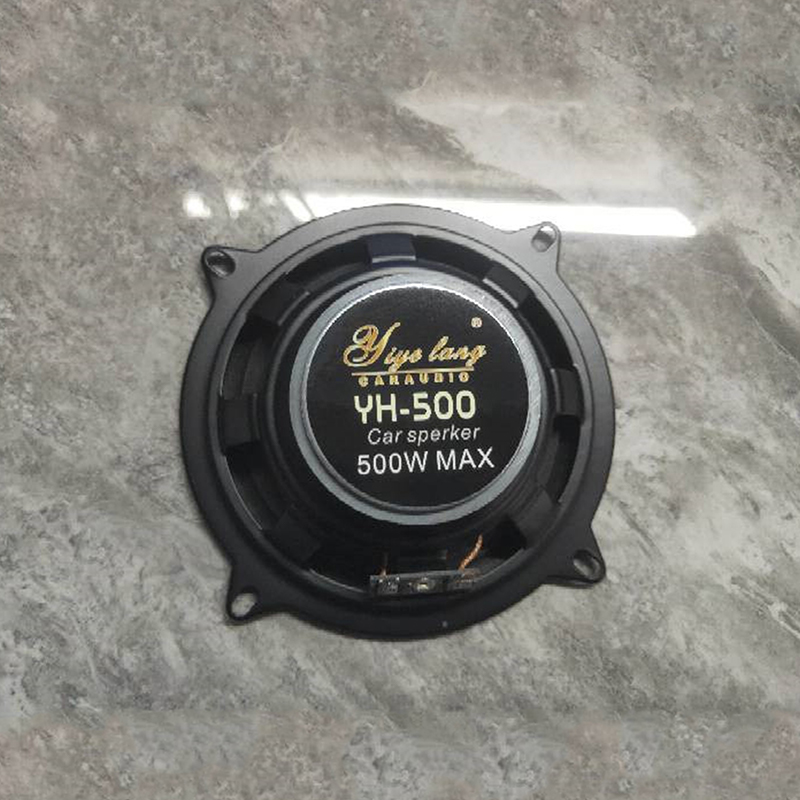 ®
Yiye lang
CARAUDIO
YH-500
Car sperker
500W MAX